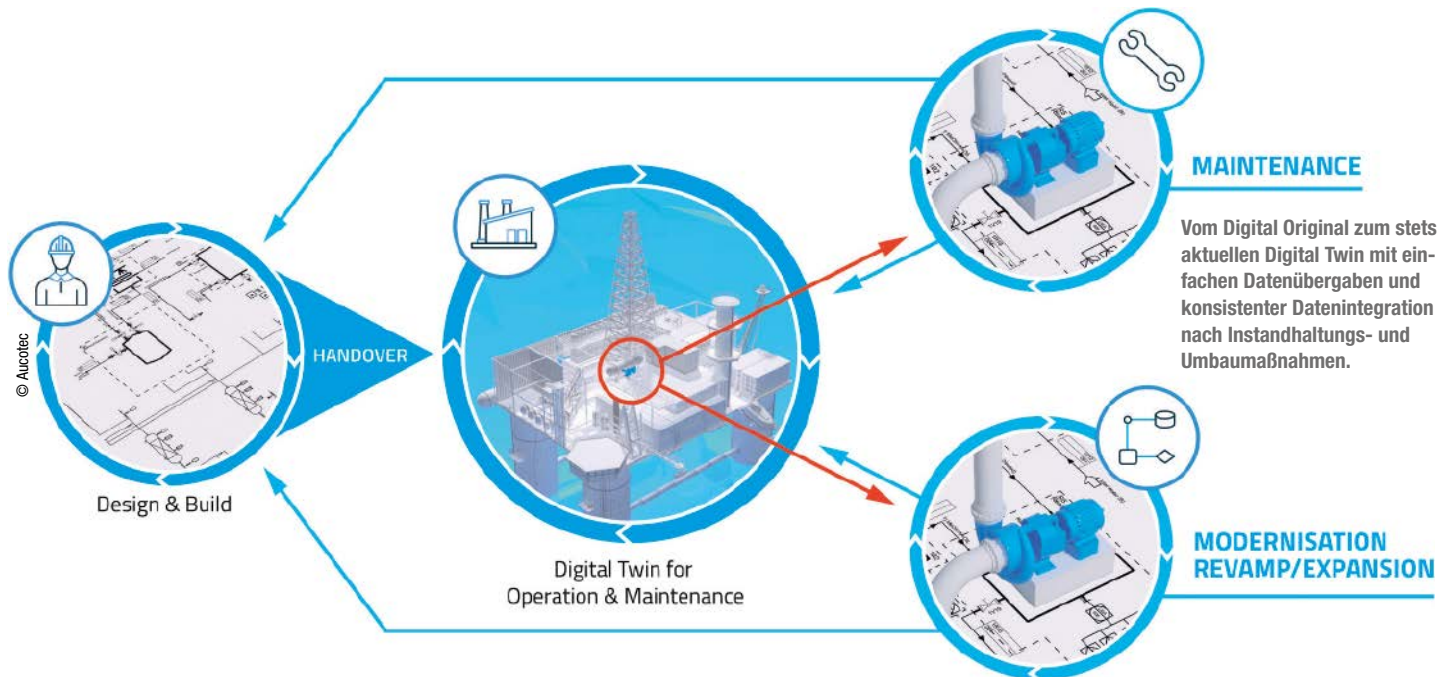 MAINTENANCE
Vom Digital Original zum stets
aktuellen Digital Twin mit ein-
fachen Datenübergaben und
konsistenter Datenintegration
nach Instandhaltungs- und
Umbaumaßnahmen.
© Aucotec
HANDOVER
Design & Build
Digital Twin for
Operation & Maintenance
MODERNISATION
REVAMP/EXPANSION